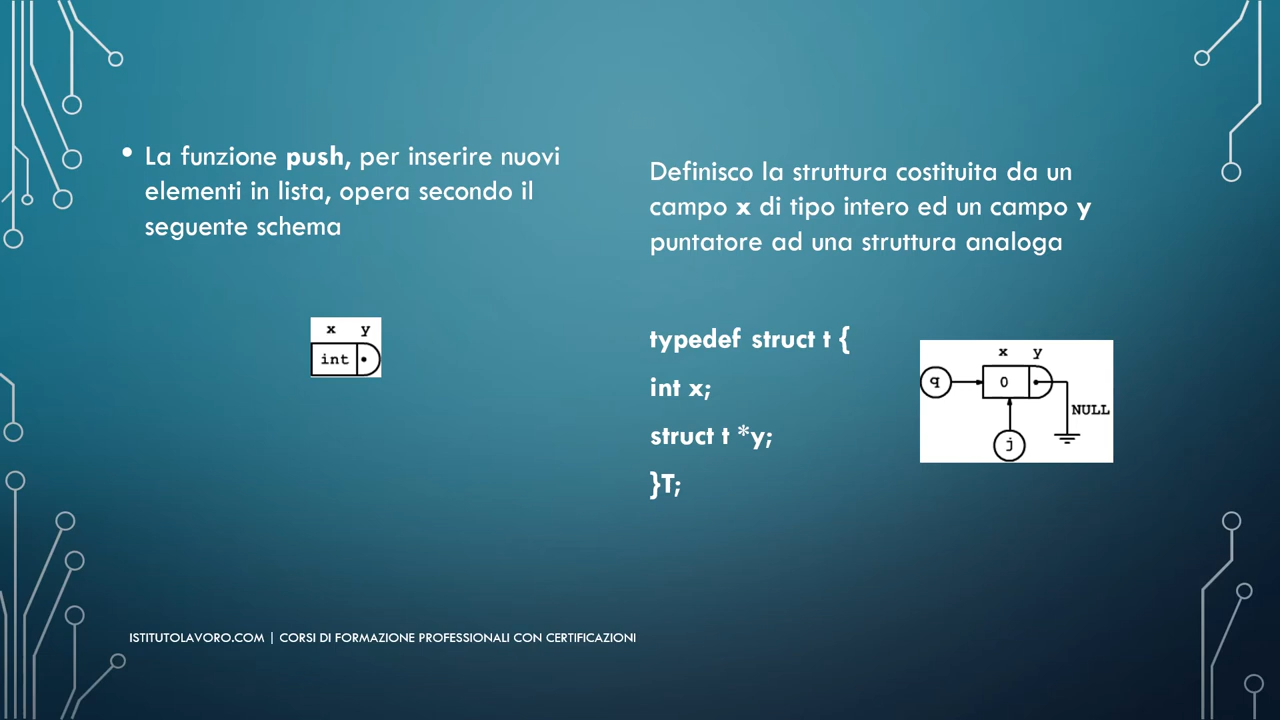 • La funzione push, per inserire nuovi
elementi in lista, opera secondo il
seguente schema
x y
int
Definisco la struttura costituita da un
campo x di tipo intero ed un campo y
puntatore ad una struttura analoga
typedef struct t {
int x;
struct t *y;
}T;
x y
q 0
NULL
j
ISTITUTOLAVORO.COM | CORSI DI FORMAZIONE PROFESSIONALI CON CERTIFICAZIONI